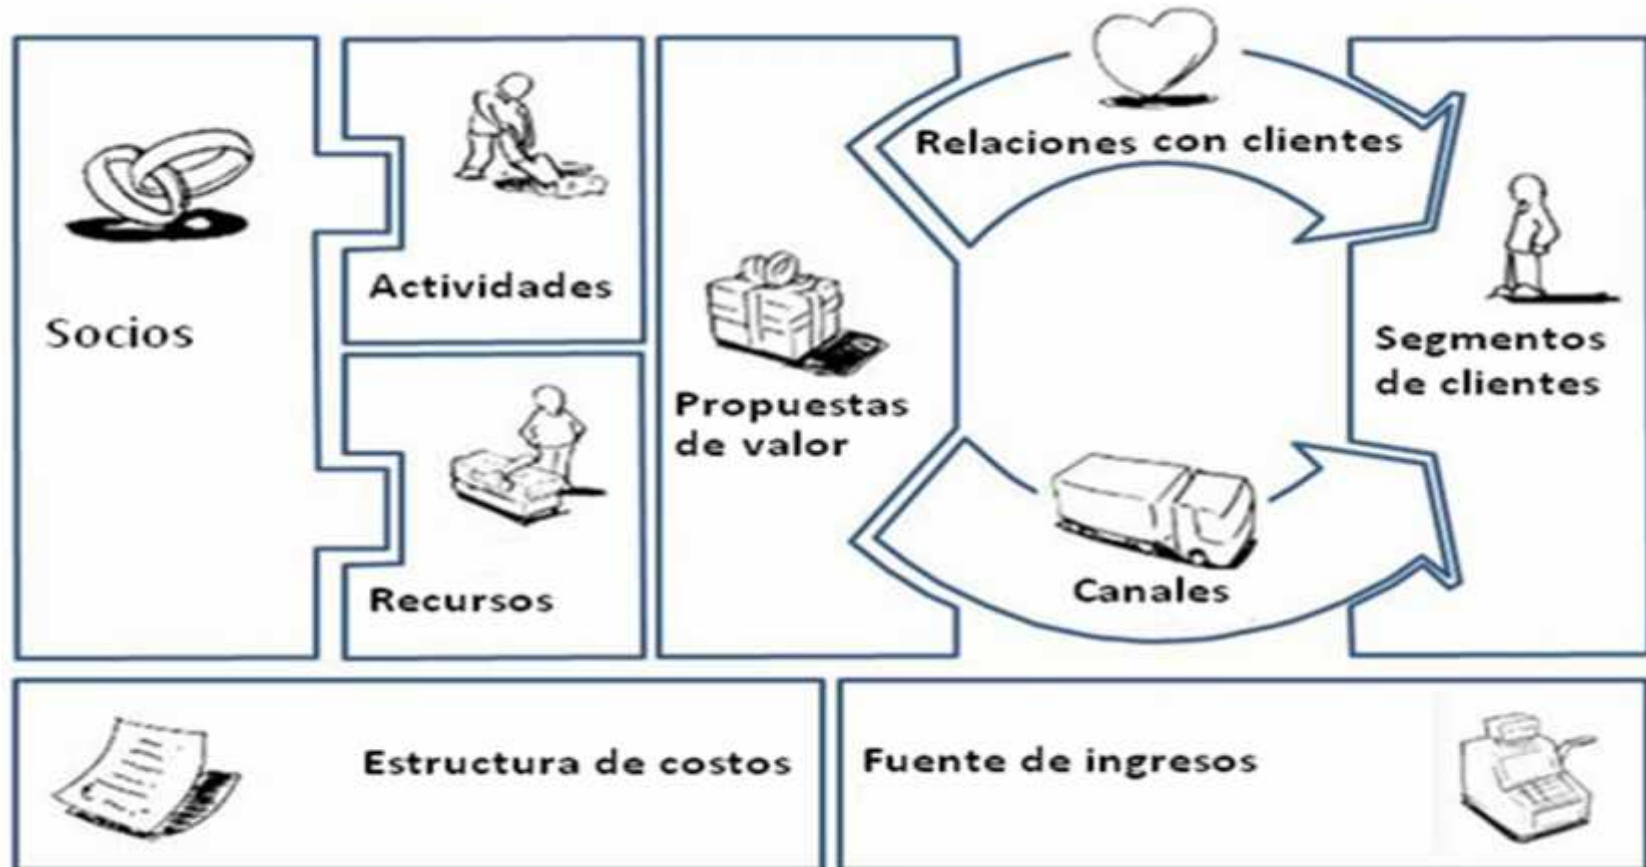 Socios
Actividades
Recursos
Propuestas
de valor
Relaciones con clientes
Canales
Segmentos
de clientes
Estructura de costos
Fuente de ingresos